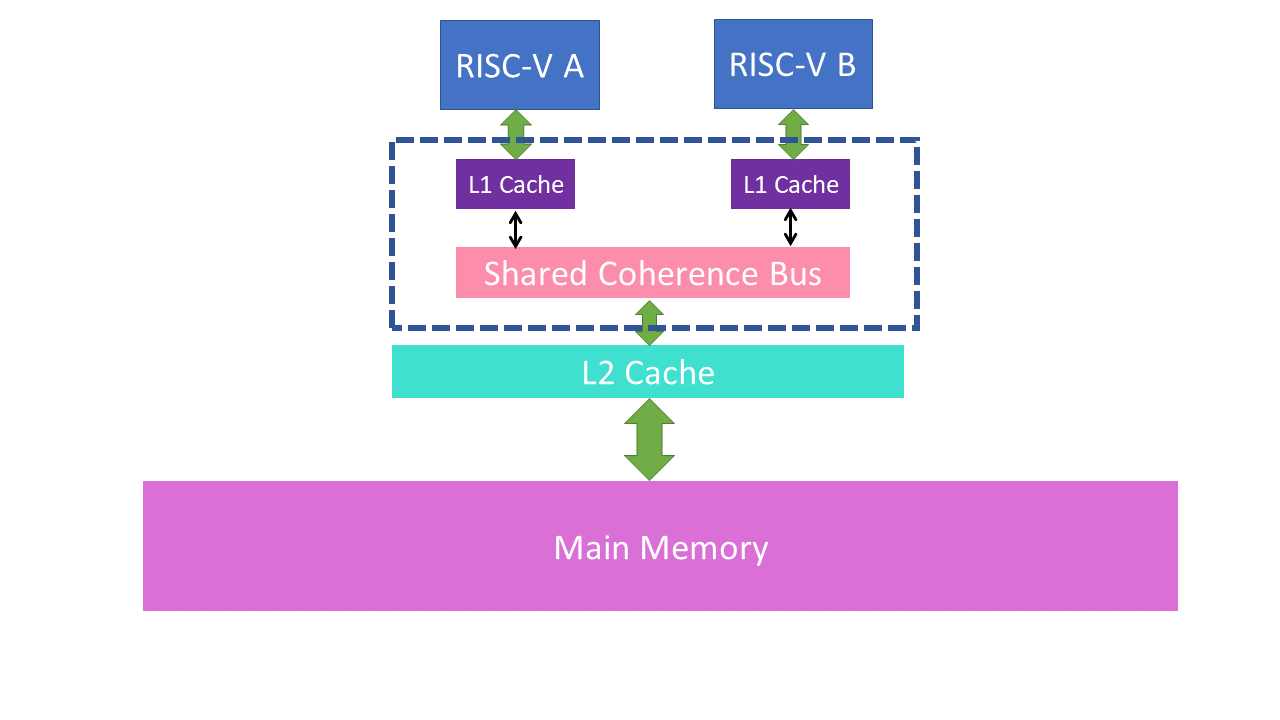 RISC-V A
RISC-V B
L1 Cache
L1 Cache
Shared Coherence Bus
L2 Cache
Main Memory